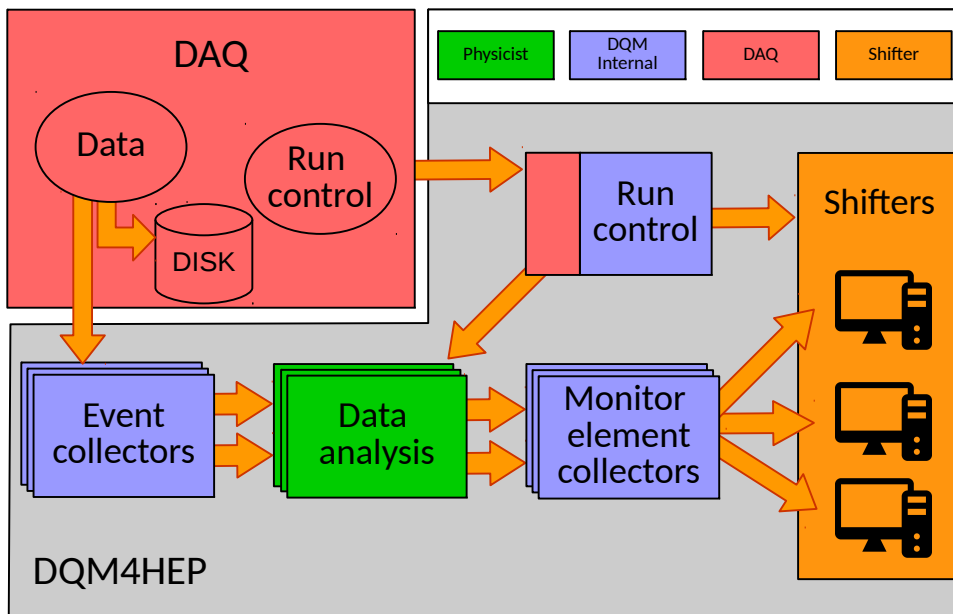 DAQ
Physicist
DQM
Internal
DAQ
Shifter
Data
Run
control
DISK
Run
control
Shifters
Event
collectors
Data
analysis
Monitor
element
collectors
DQM4HEP